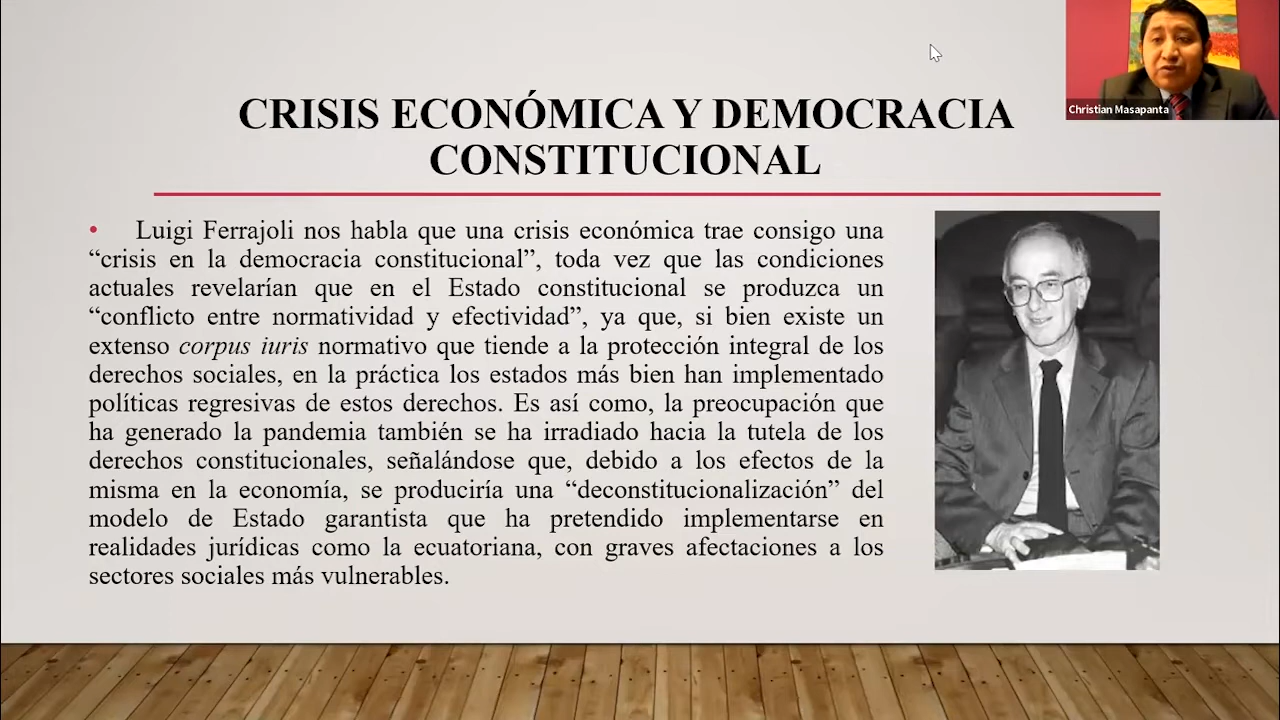 CRISIS ECONÓMICA Y DEMOCRACIA
CONSTITUCIONAL
Christian Masapanta
• Luigi Ferrajoli nos habla que una crisis económica trae consigo una
“crisis en la democracia constitucional”, toda vez que las condiciones
actuales revelarían que en el Estado constitucional se produzca un
“conflicto entre normatividad y efectividad”, ya que, si bien existe un
extenso corpus iuris normativo que tiende a la protección integral de los
derechos sociales, en la práctica los estados más bien han implementado
políticas regresivas de estos derechos. Es así como, la preocupación que
ha generado la pandemia también se ha irradiado hacia la tutela de los
derechos constitucionales, señalándose que, debido a los efectos de la
misma en la economía, se produciría una “deconstitucionalización” del
modelo de Estado garantista que ha pretendido implementarse en
realidades jurídicas como la ecuatoriana, con graves afectaciones a los
sectores sociales más vulnerables.